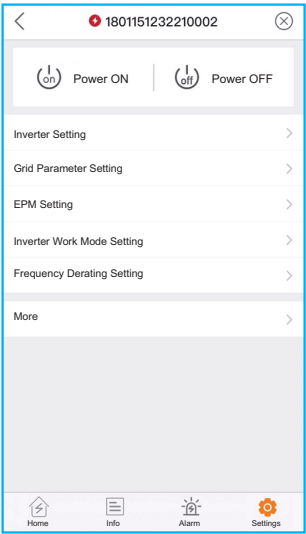 1801151232210002
on Power ON off Power OFF
Inverter Setting
Grid Parameter Setting
EPM Setting
Inverter Work Mode Setting
Frequency Derating Setting
More
Home Info Alarm Settings